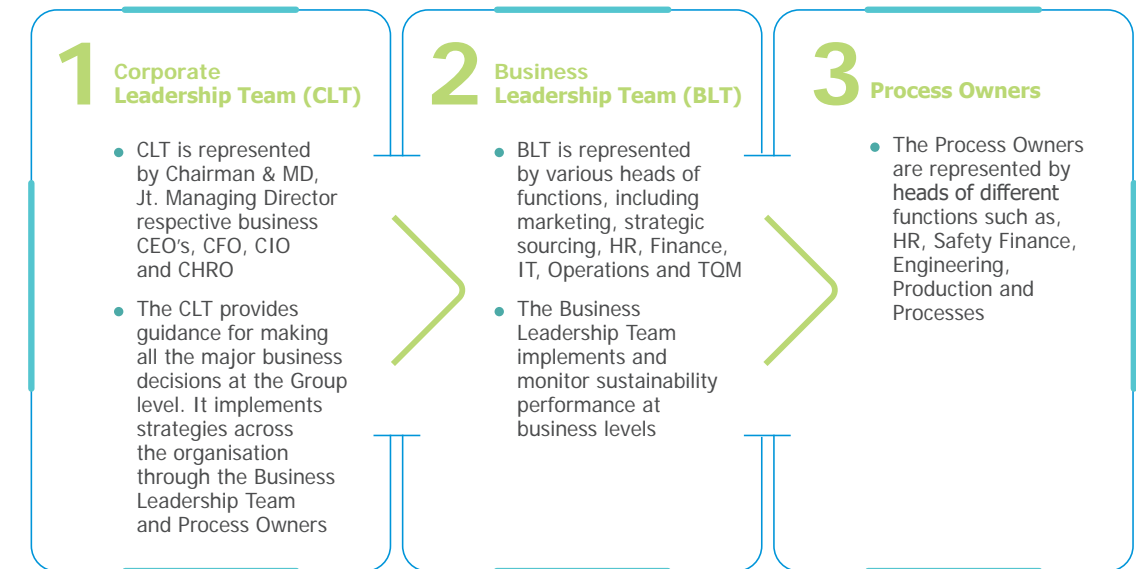 1
Corporate
Leadership Team (CLT)
CLT is represented
by Chairman & MD,
Jt. Managing Director
respective business
CEO's, CFO, CIO
and CHRO
The CLT provides
guidance for making
all the major business
decisions at the Group
level. It implements
strategies across
the organisation
through the Business
Leadership Team
and Process Owners
2
Business
Leadership Team (BLT)
BLT is represented
by various heads of
functions, including
marketing, strategic
sourcing, HR, Finance,
IT, Operations and TQM
The Business
Leadership Team
implements and
monitor sustainability
performance at
business levels
3
Process Owners
The Process Owners
are represented by
heads of different
functions such as,
HR, Safety Finance,
Engineering,
Production and
Processes